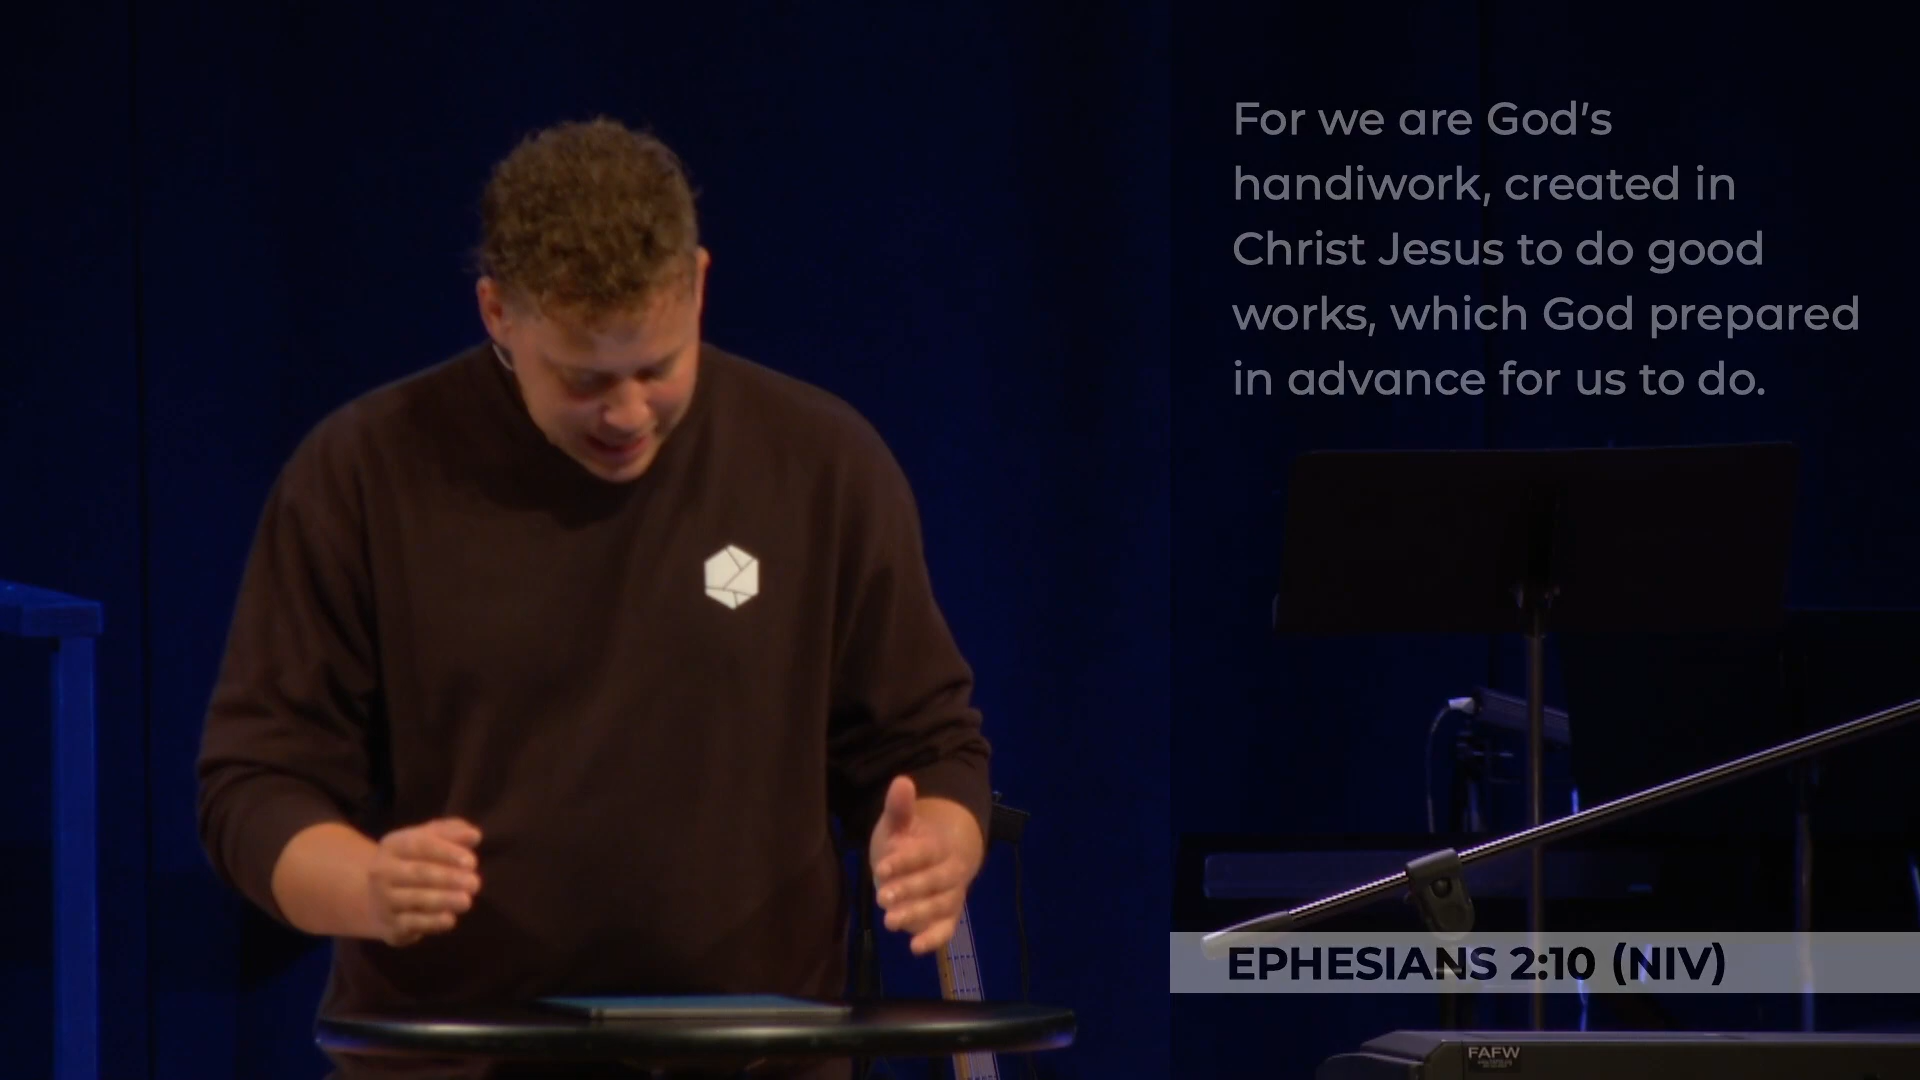 For we are God's
handiwork, created in
Christ Jesus to do good
works, which God prepared
in advance for us to do.
EPHESIANS 2:10 (NIV)
FAFW